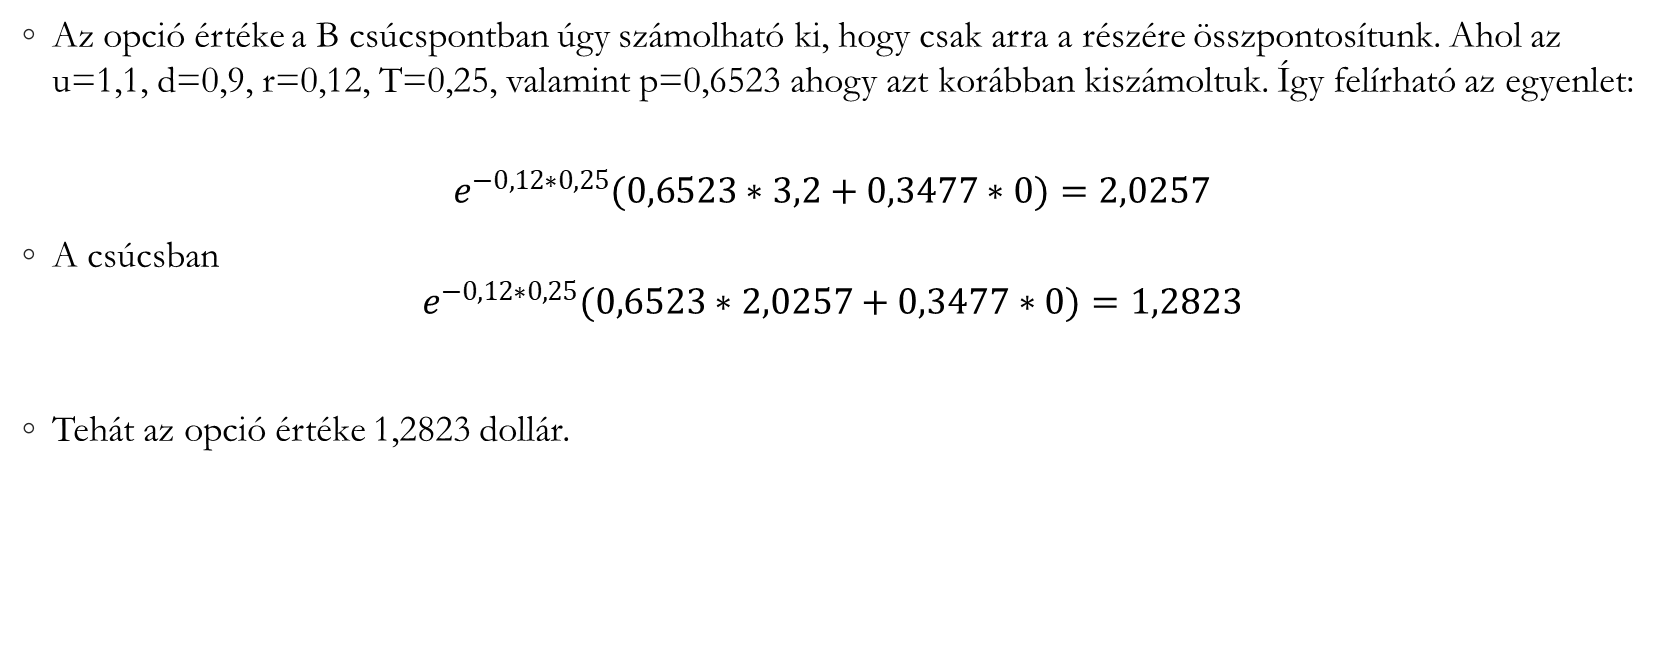 ◦ Az opció értéke a B csúcspontban úgy számolható ki, hogy csak arra a részére összpontosítunk. Ahol az
u=1,1, d=0,9, r=0,12, T=0,25, valamint p=0,6523 ahogy azt korábban kiszámoltuk. Így felírható az egyenlet:
𝑒^{−0,12∗0,25}(0,6523 ∗ 3,2 + 0,3477 ∗ 0) = 2,0257
◦ A csúcsban
𝑒^{−0,12∗0,25}(0,6523 ∗ 2,0257 + 0,3477 ∗ 0) = 1,2823
◦ Tehát az opció értéke 1,2823 dollár.